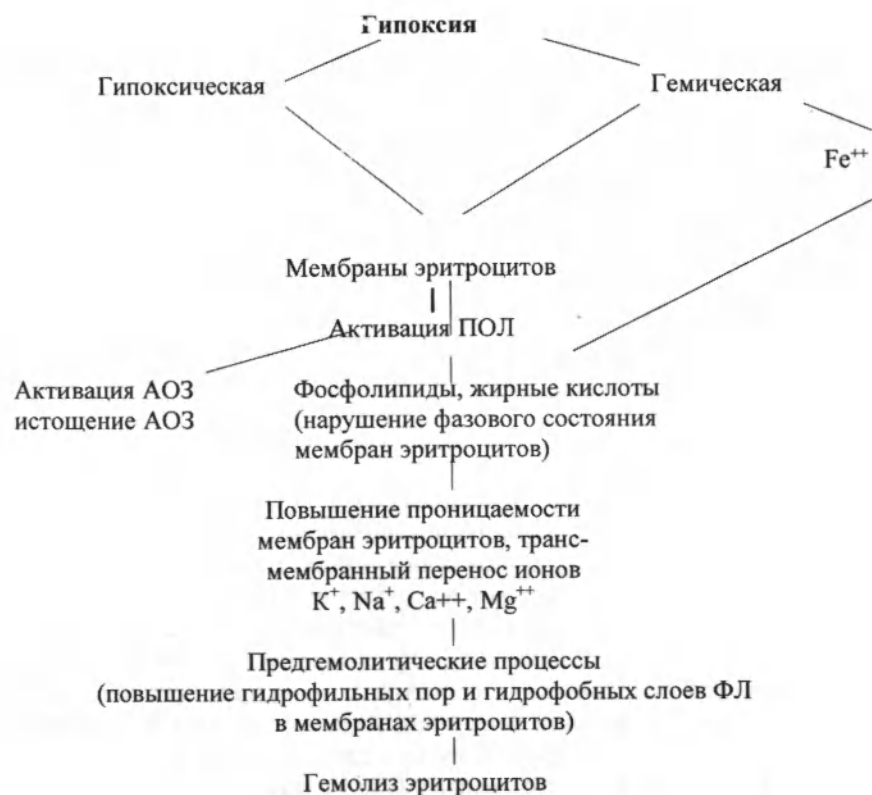 Гипоксия
Гипоксическая
Гемическая
Fe⁺⁺
Мембраны эритроцитов
Активация ПОЛ
Активация АОЗ
истощение АОЗ
Фосфолипиды, жирные кислоты
(нарушение фазового состояния
мембран эритроцитов)
Повышение проницаемости
мембран эритроцитов, транс-
мембранный перенос ионов
K⁺, Na⁺, Ca++, Mg⁺⁺
Предгемолитические процессы
(повышение гидрофильных пор и гидрофобных слоев ФЛ
в мембранах эритроцитов)
Гемолиз эритроцитов